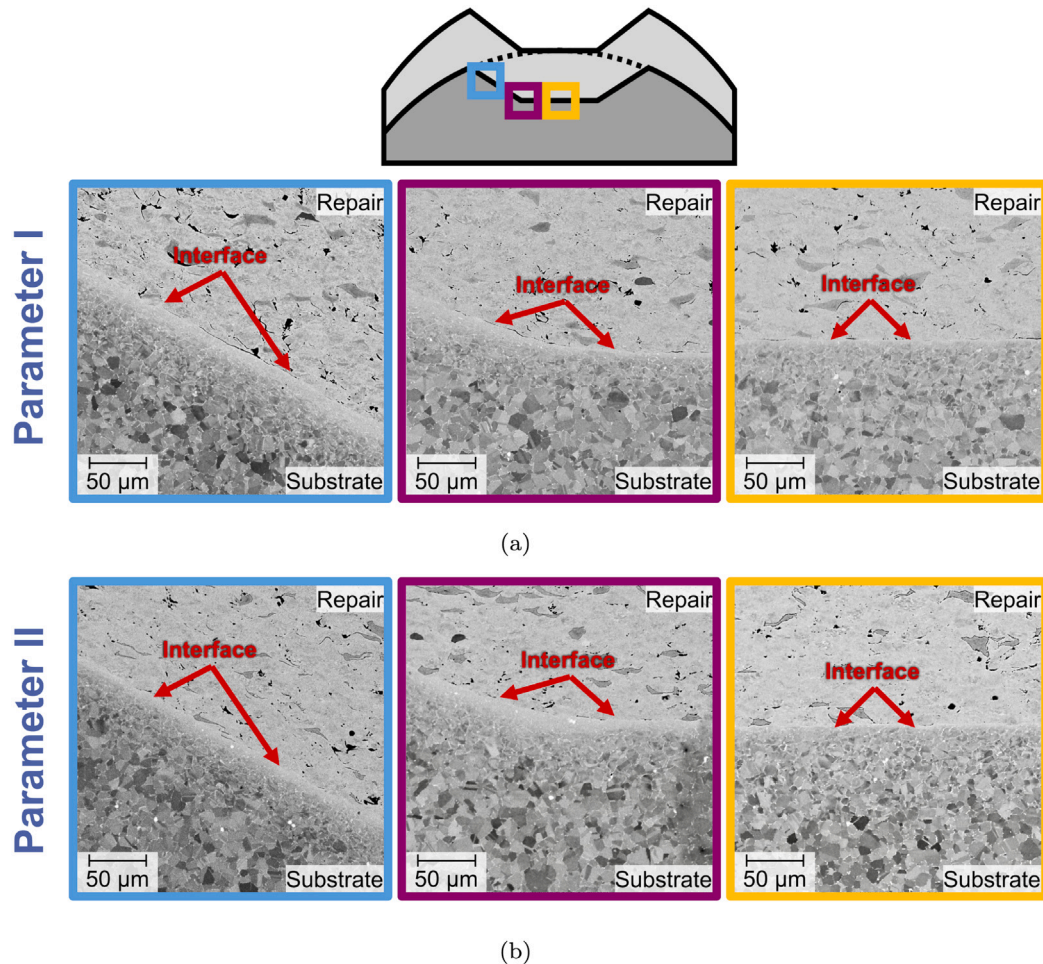 Parameter I
Repair
Interface
50 µm
Substrate
Repair
Interface
50 µm
Substrate
Repair
Interface
50 µm
Substrate
(a)
Parameter II
Repair
Interface
50 µm
Substrate
Repair
Interface
50 µm
Substrate
Repair
Interface
50 µm
Substrate
(b)